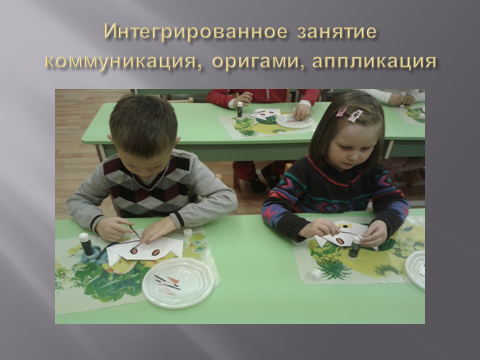 Интегрированное занятие
коммуникация, оригами, аппликация